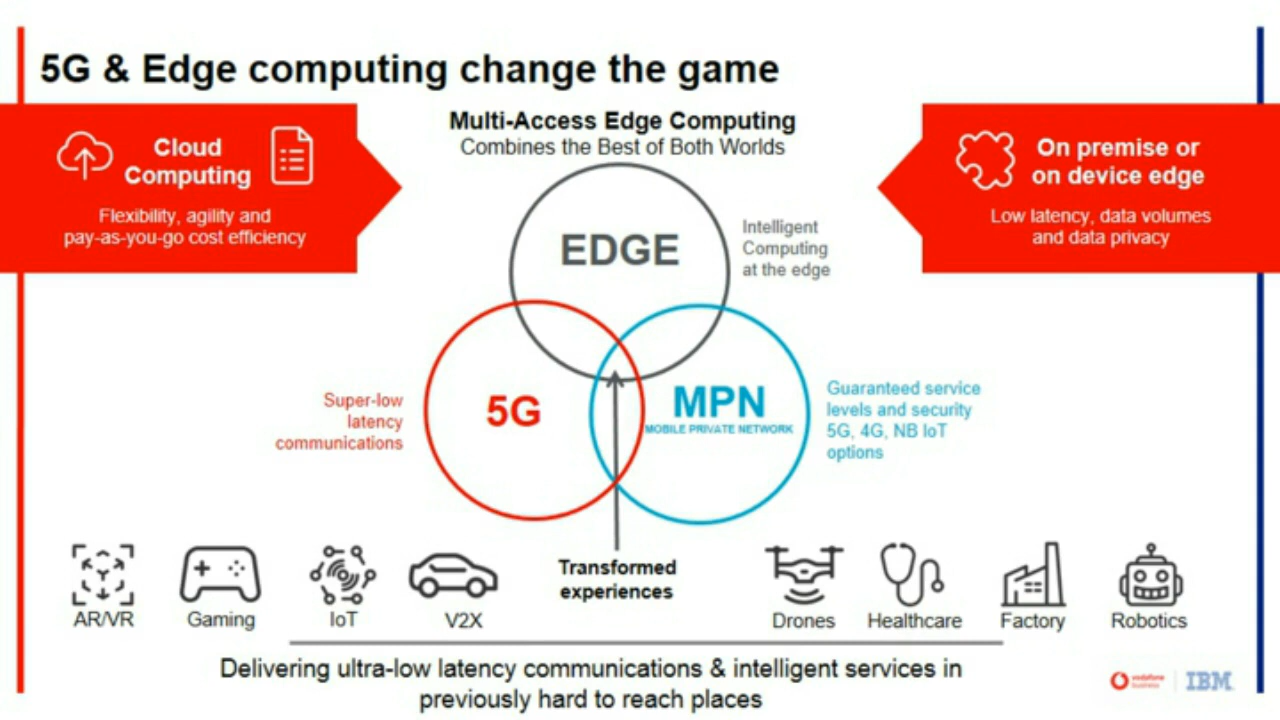 5G & Edge computing change the game
Cloud
Computing
Flexibility, agility and
pay-as-you-go cost efficiency
Multi-Access Edge Computing
Combines the Best of Both Worlds
On premise or
on device edge
Low latency, data volumes
and data privacy
EDGE
Intelligent
Computing
at the edge
Super-low
latency
communications
5G
MPN
MOBILE PRIVATE NETWORK
Guaranteed service
levels and security
5G, 4G, NB IoT
options
Transformed
experiences
AR/VR
Gaming
IoT
V2X
Drones
Healthcare
Factory
Robotics
Delivering ultra-low latency communications & intelligent services in
previously hard to reach places
vodafone
business
IBM